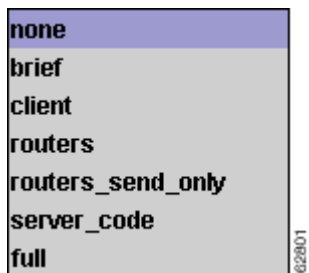 none
brief
client
routers
routers_send_only
server_code
full
62801